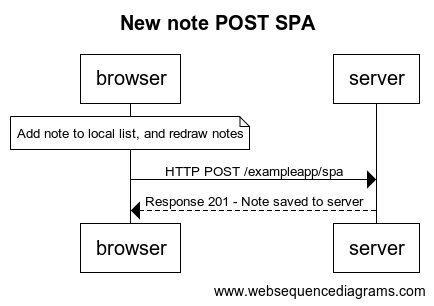 New note POST SPA
browser
server
Add note to local list, and redraw notes
HTTP POST /exampleapp/spa
Response 201 - Note saved to server
browser
server
www.websequencediagrams.com